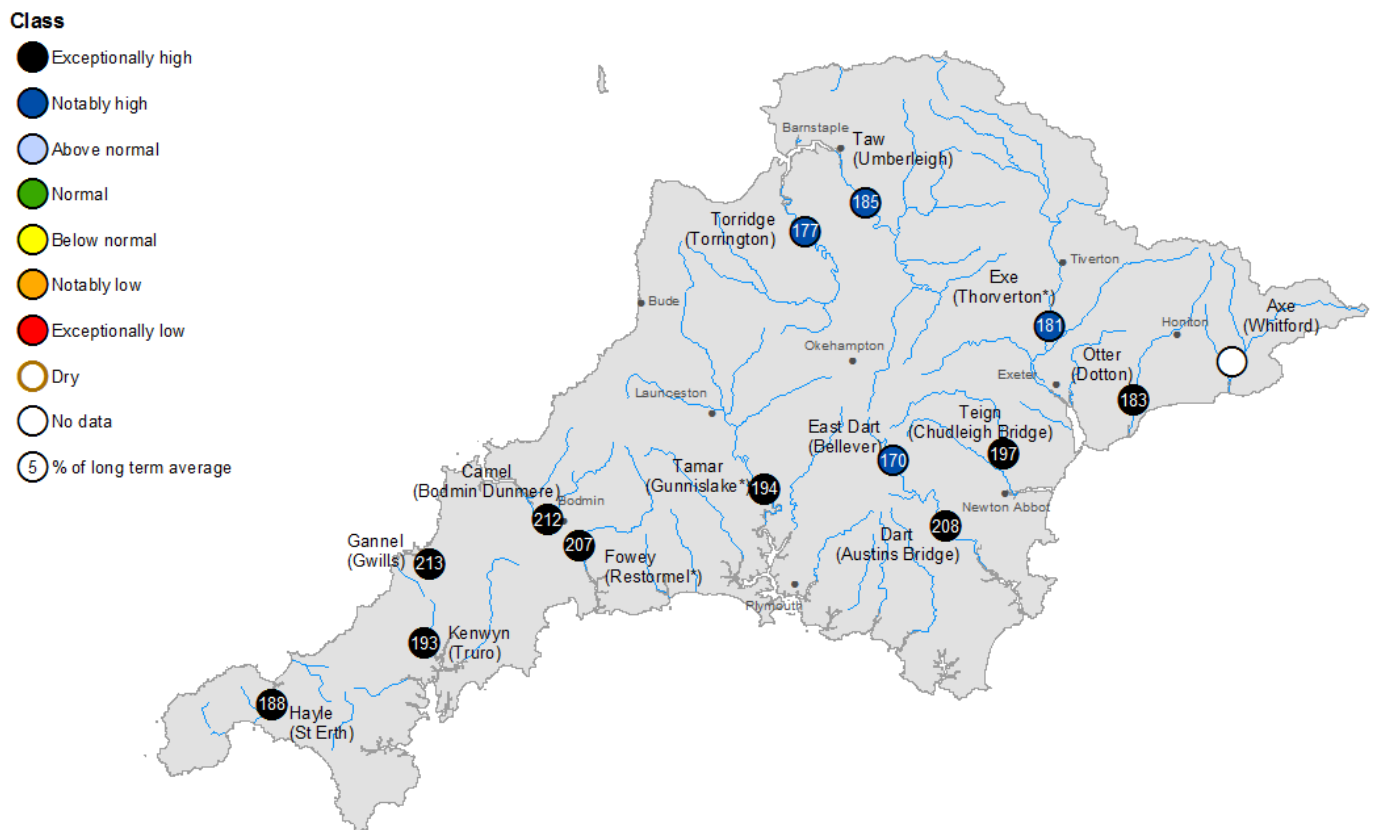 Class
Exceptionally high
Notably high
Above normal
Normal
Below normal
Notably low
Exceptionally low
Dry
No data
5 % of long term average
Barnstaple
Taw
(Umberleigh)
185
Torridge
(Torrington)
177
Tiverton
Exe
(Thorverton*)
181
Bude
Axe
(Whitford)
Honiton
Okehampton
Otter
(Dotton)
183
Exeter
Launceston
Teign
(Chudleigh Bridge)
197
East Dart
(Bellever)
170
Tamar
(Gunnislake*)
194
Camel
(Bodmin Dunmere)
Bodmin
212
Newton Abbot
207
Fowey
(Restormel*)
208
Dart
(Austins Bridge)
Gannel
(Gwills)
213
Plymouth
193
Kenwyn
(Truro)
188
Hayle
(St Erth)